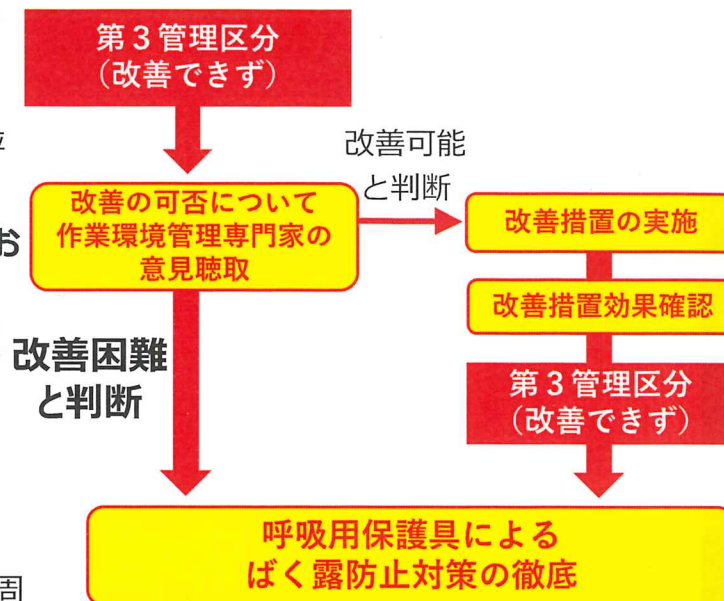 第3管理区分
（改善できず）
改善可能
と判断
改善の可否について
作業環境管理専門家の
意見聴取
改善措置の実施
お
改善措置効果確認
改善困難
と判断
第3管理区分
（改善できず）
呼吸用保護具による
ばく露防止対策の徹底
周